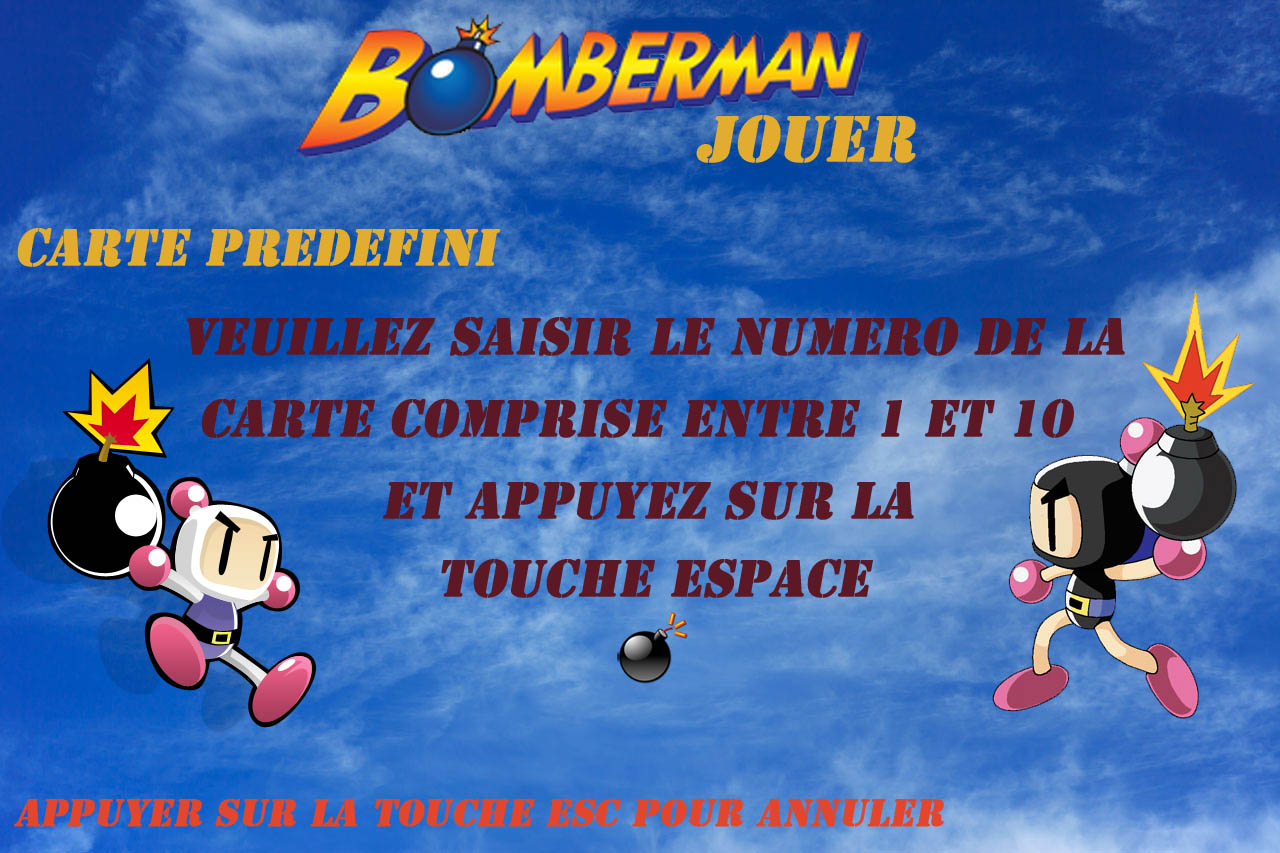 BOMBERMAN
JOUER
CARTE PREDEFINI
VEUILLEZ SAISIR LE NUMERO DE LA
CARTE COMPRISE ENTRE 1 ET 10
ET APPUYEZ SUR LA
TOUCHE ESPACE
APPUYER SUR LA TOUCHE ESC POUR ANNULER